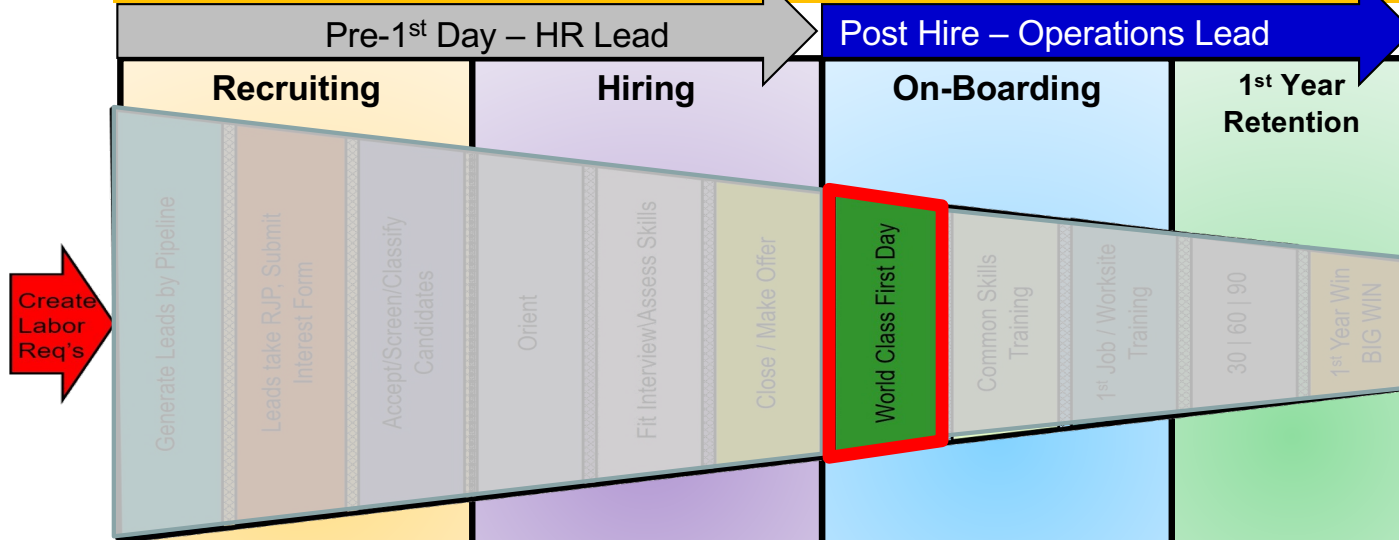 Pre-1st Day – HR Lead
Post Hire – Operations Lead
Recruiting
Hiring
On-Boarding
1st Year
Retention
Create
Labor
Req's
Generate Leads by Pipeline
Leads take RJP, Submit
Interest Form
Accept/Screen/Classify
Candidates
Orient
Fit Interview\Assess Skills
Close / Make Offer
World Class First Day
Common Skills
Training
1st Job / Worksite
Training
30 | 60 | 90
1st Year Win
BIG WIN